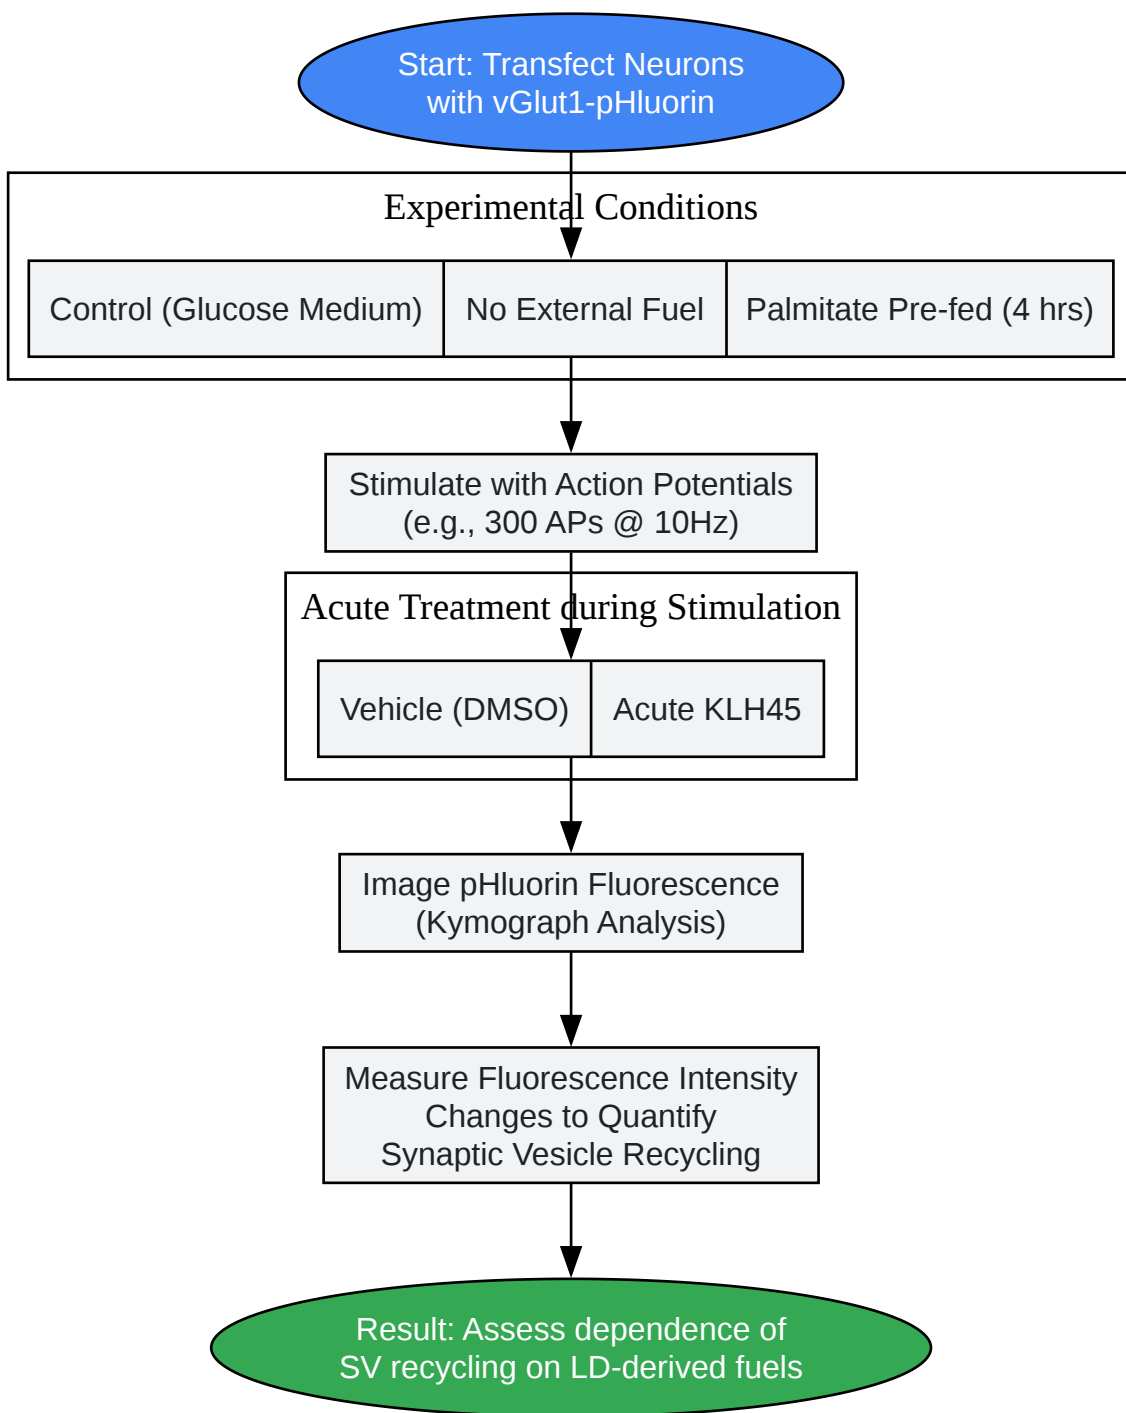 Start: Transfect Neurons
with vGlut1-pHluorin
Experimental Conditions
Control (Glucose Medium)
No External Fuel
Palmitate Pre-fed (4 hrs)
Stimulate with Action Potentials
(e.g., 300 APs @ 10Hz)
Acute Treatment during Stimulation
Vehicle (DMSO)
Acute KLH45
Image pHluorin Fluorescence
(Kymograph Analysis)
Measure Fluorescence Intensity
Changes to Quantify
Synaptic Vesicle Recycling
Result: Assess dependence of
SV recycling on LD-derived fuels